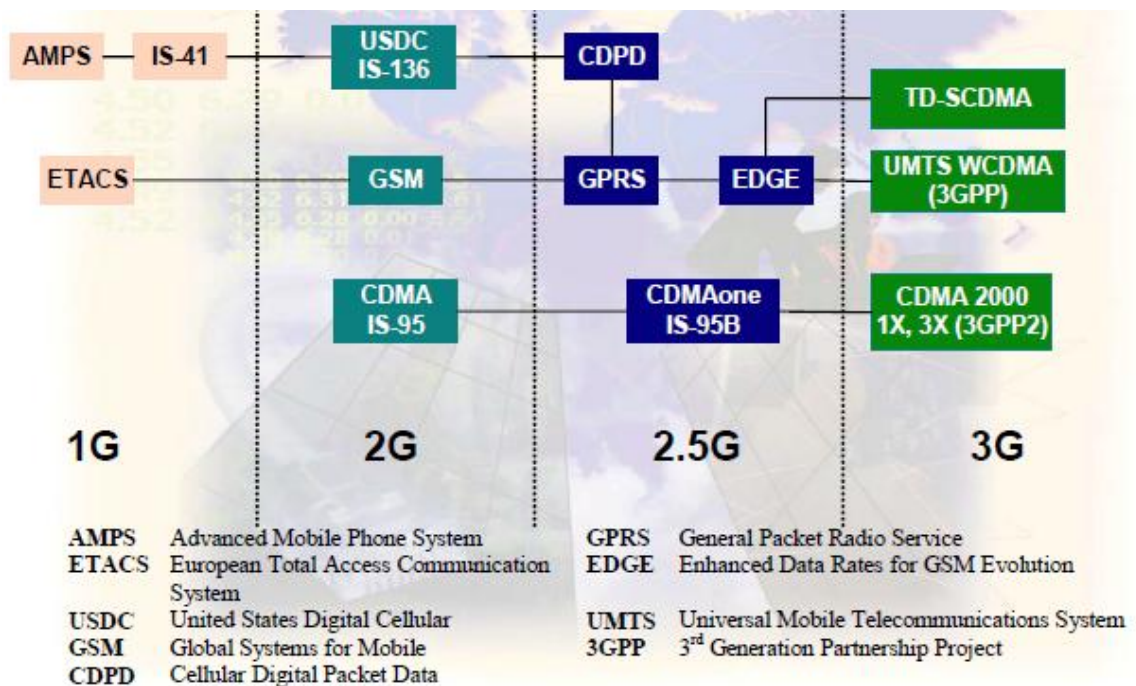 AMPS
IS-41
USDC
IS-136
CDPD
TD-SCDMA
ETACS
GSM
GPRS
EDGE
UMTS WCDMA
(3GPP)
CDMA
IS-95
CDMAone
IS-95B
CDMA 2000
1X, 3X (3GPP2)
1G
2G
2.5G
3G
AMPS Advanced Mobile Phone System
ETACS European Total Access Communication
System
USDC United States Digital Cellular
GSM Global Systems for Mobile
CDPD Cellular Digital Packet Data
GPRS General Packet Radio Service
EDGE Enhanced Data Rates for GSM Evolution
UMTS Universal Mobile Telecommunications System
3GPP 3rd Generation Partnership Project